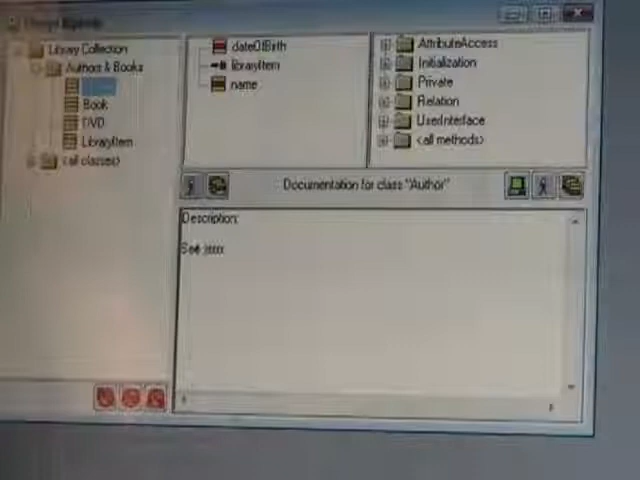 Library Collection
Authors & Books
Book
DVD
LibraryItem
<all classes>
dateOfBirth
libraryItem
name
AttributeAccess
Initialization
Private
Relation
UserInterface
<all methods>
Documentation for class "Author"
Description:
See